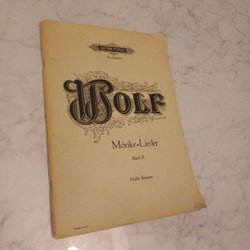 EDITION PETERS
WOLF
Mörike-Lieder
Band II
Hohe Stimme